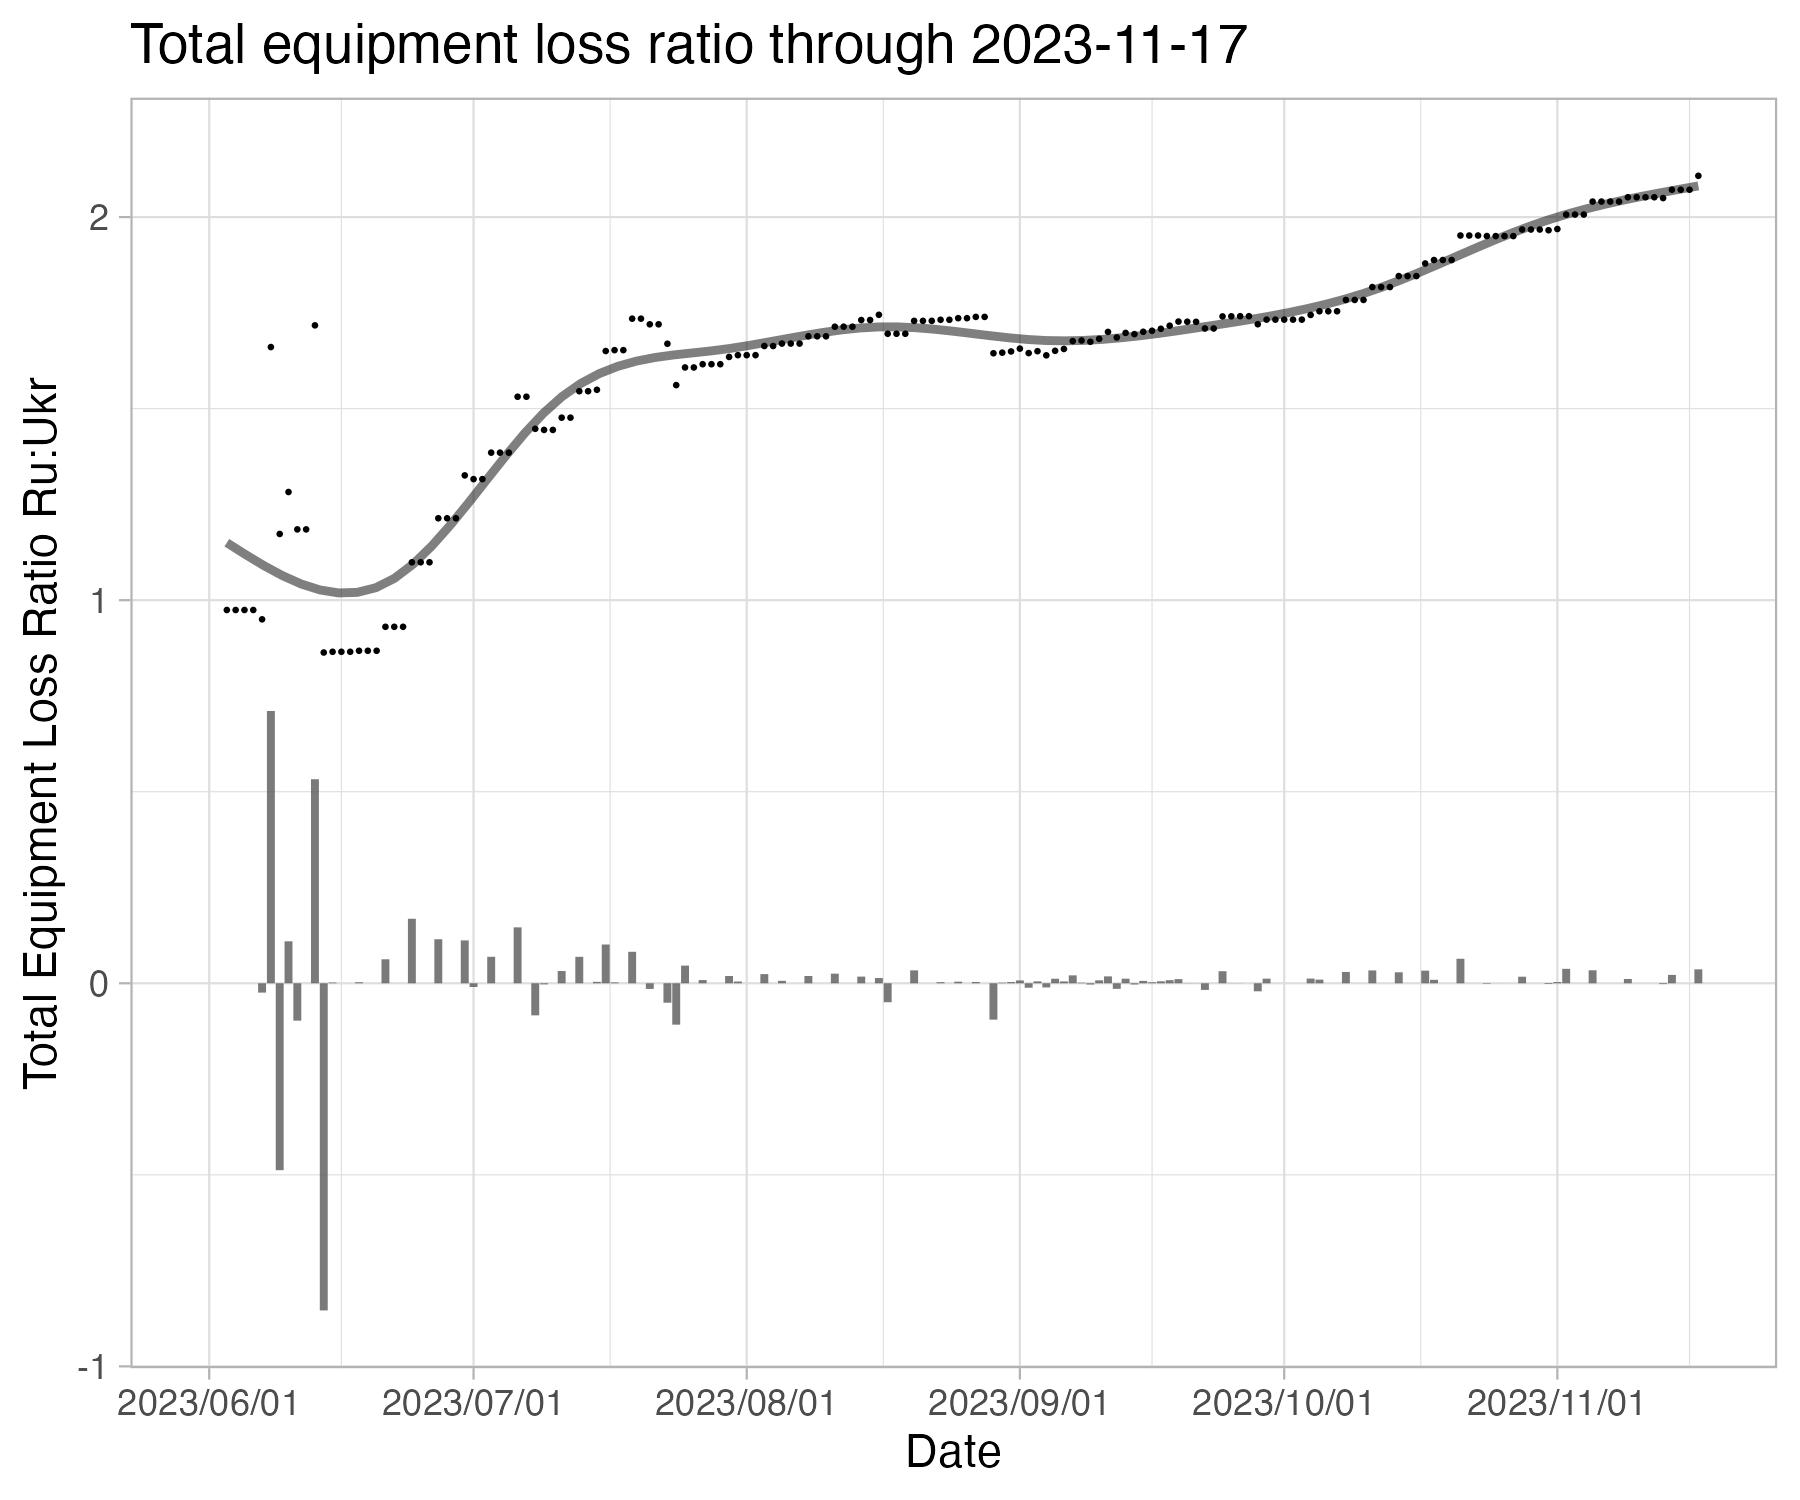 Total equipment loss ratio through 2023-11-17
Total Equipment Loss Ratio Ru:Ukr
2
1
0
-1
2023/06/01 2023/07/01 2023/08/01 2023/09/01 2023/10/01 2023/11/01
Date